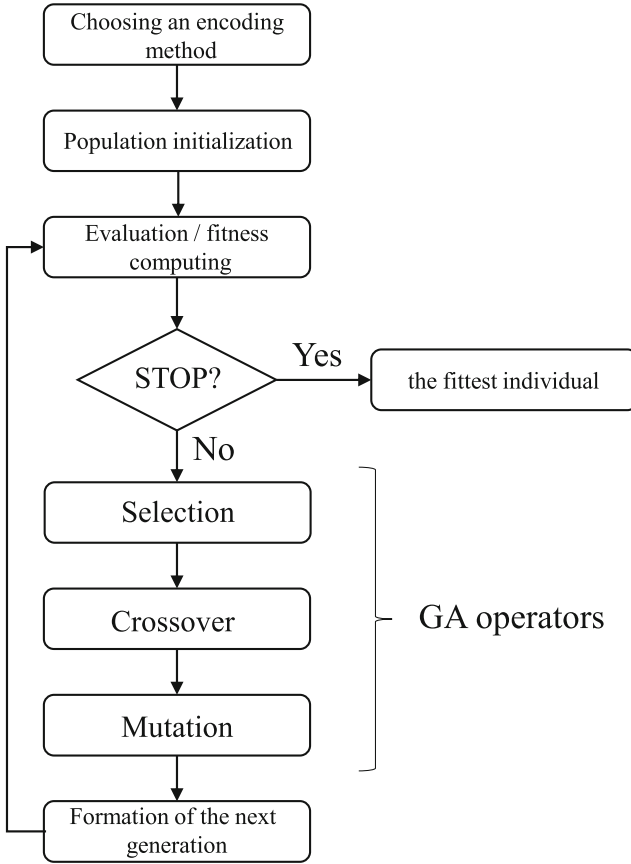 Choosing an encoding
method
Population initialization
Evaluation / fitness
computing
STOP?
Yes
the fittest individual
No
Selection
Crossover
GA operators
Mutation
Formation of the next
generation